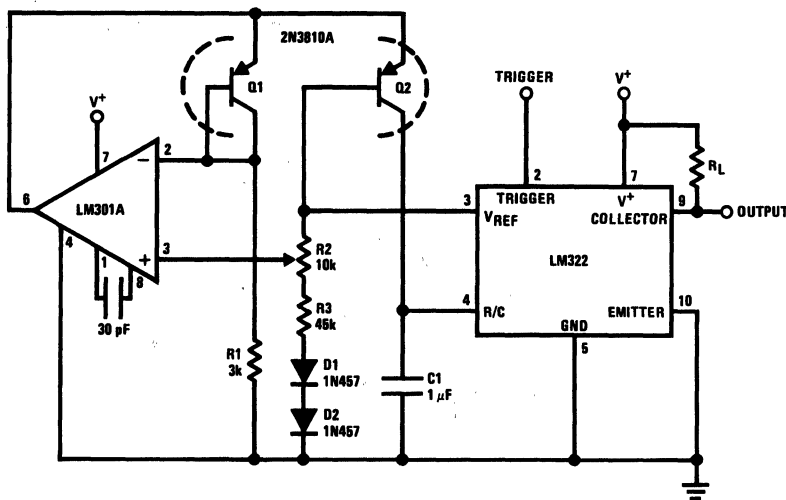 2N3810A
Q1
Q2
TRIGGER
V+
V+
7
2
−
6
LM301A
4
1
8
+
3
30 pF
R1
3k
R2
10k
R3
45k
D1
1N457
D2
1N457
C1
1 μF
2
7
3
TRIGGER
V+
VREF
COLLECTOR
9
OUTPUT
RL
LM322
4
R/C
EMITTER
10
GND
5